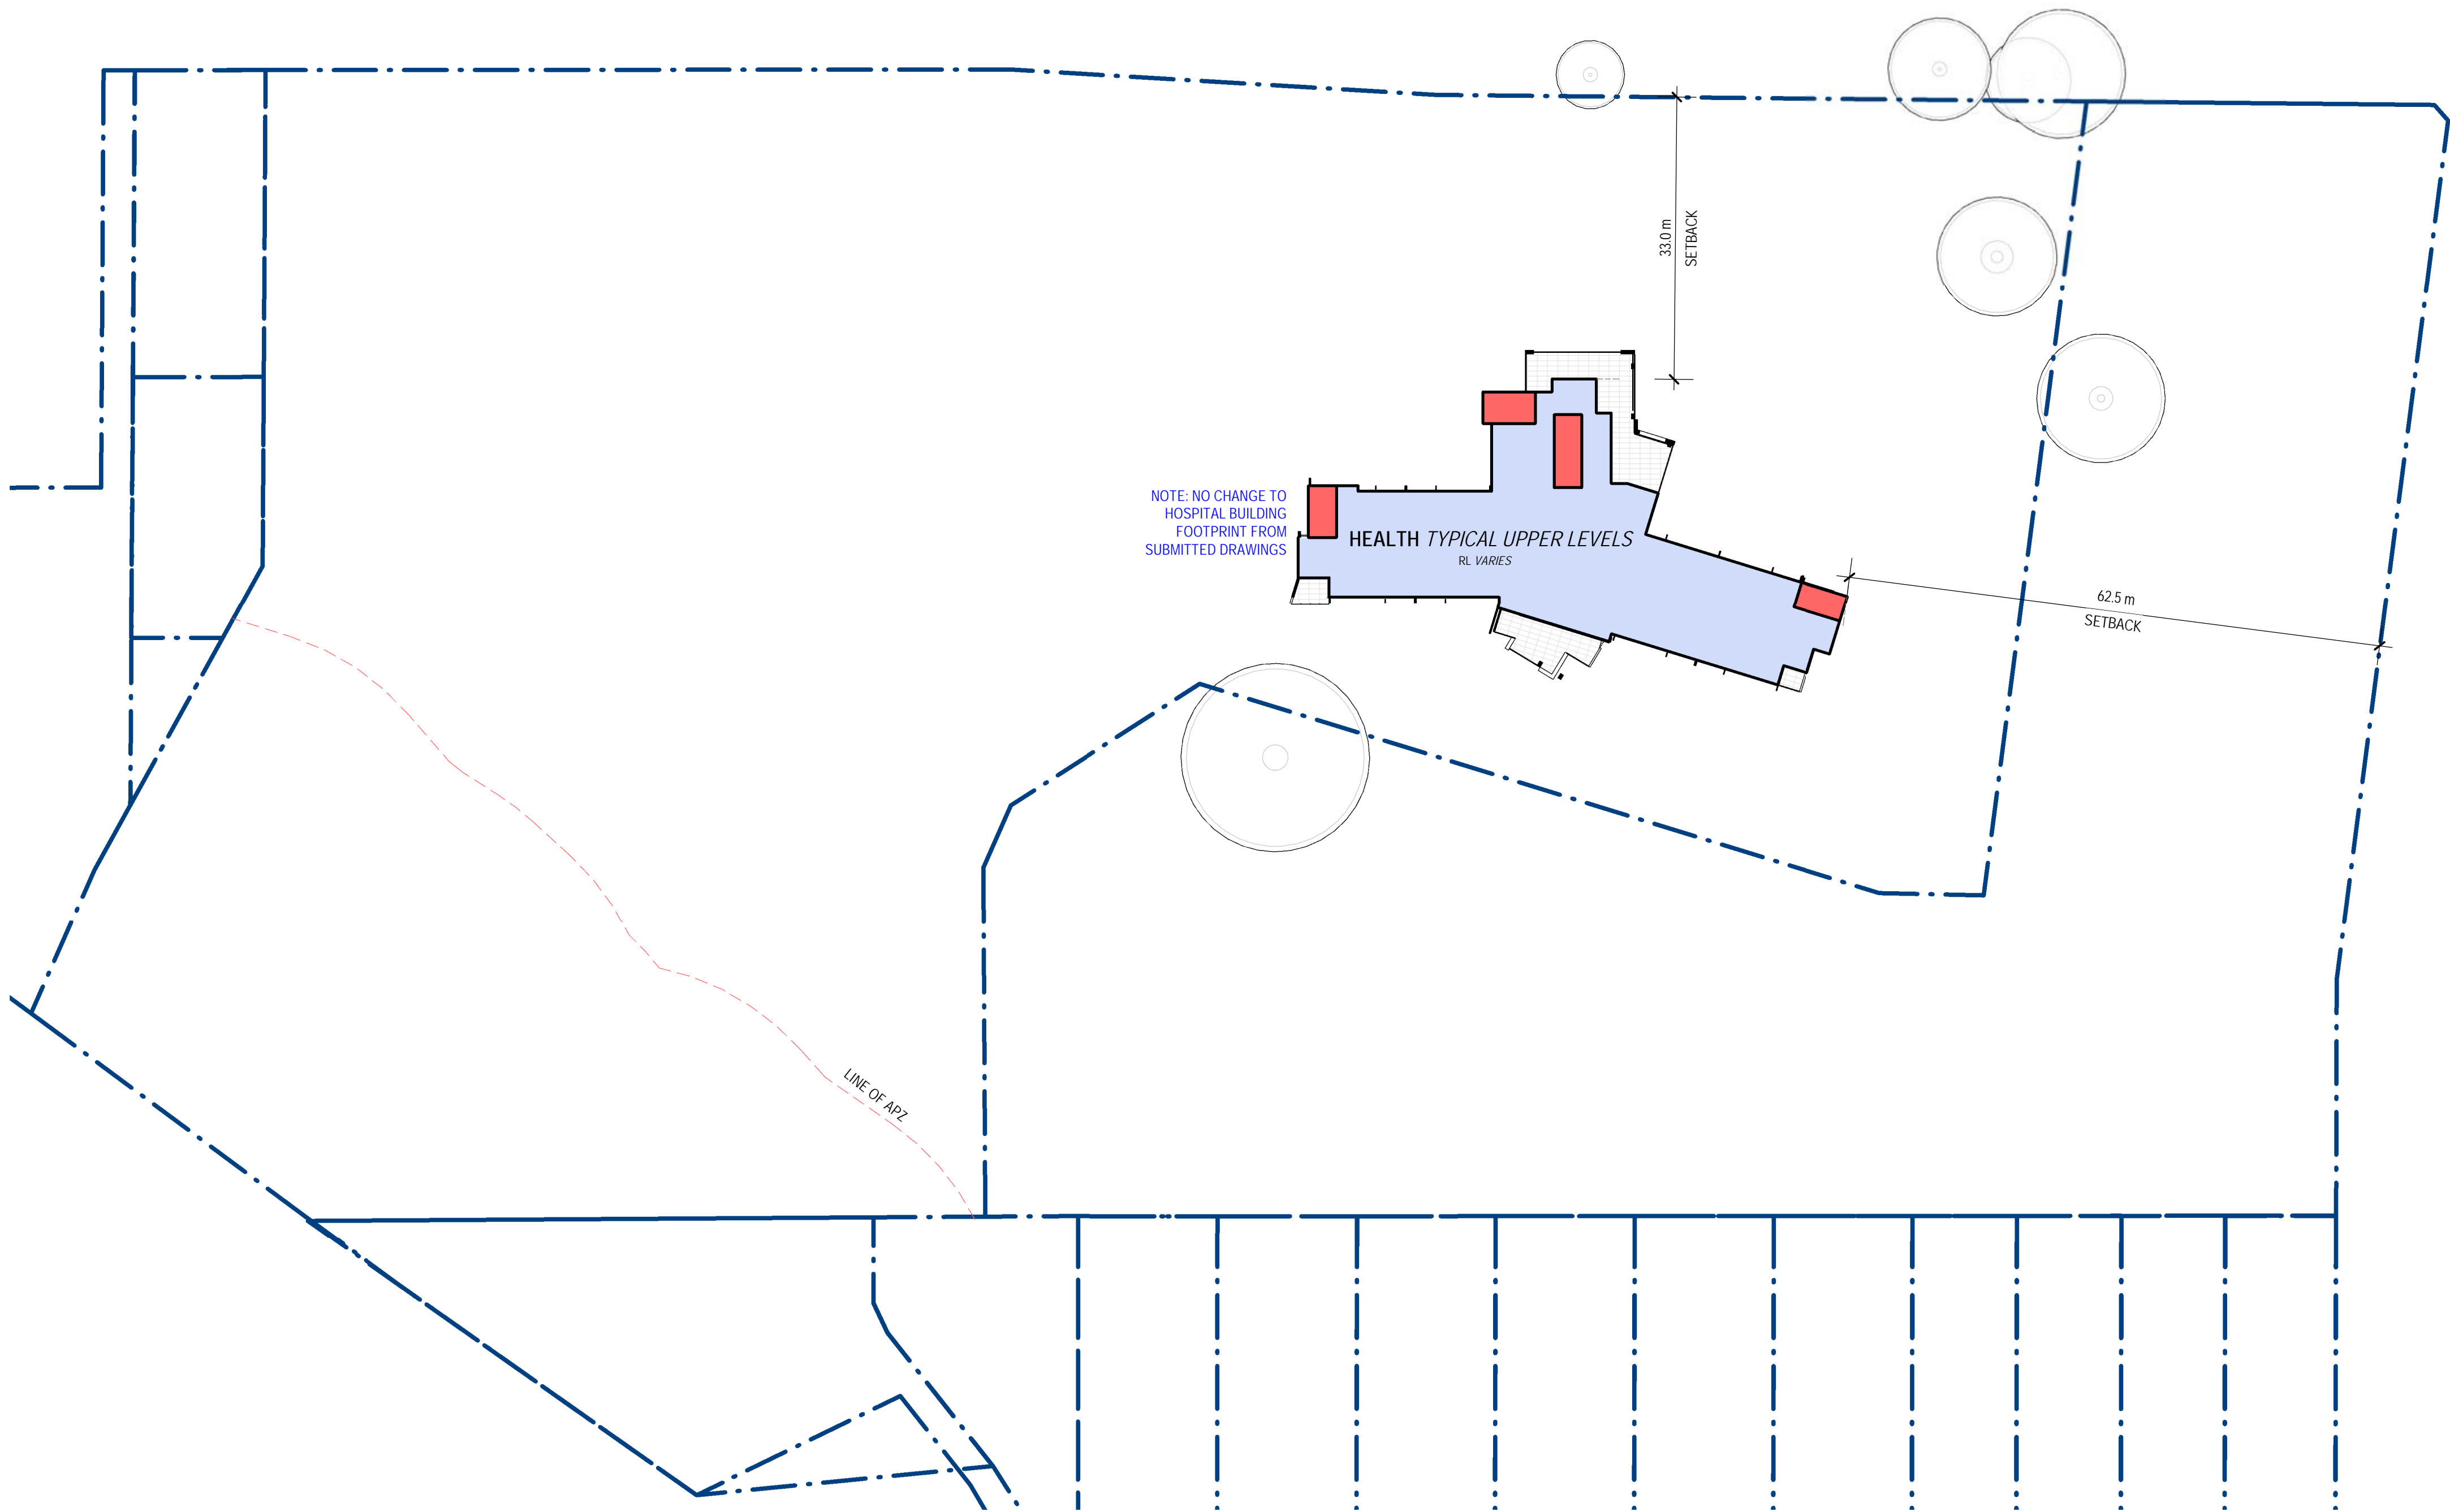 33.0 m
SETBACK
NOTE: NO CHANGE TO
HOSPITAL BUILDING
FOOTPRINT FROM
SUBMITTED DRAWINGS
HEALTH TYPICAL UPPER LEVELS
RL VARIES
62.5 m
SETBACK
LINE OF APZ